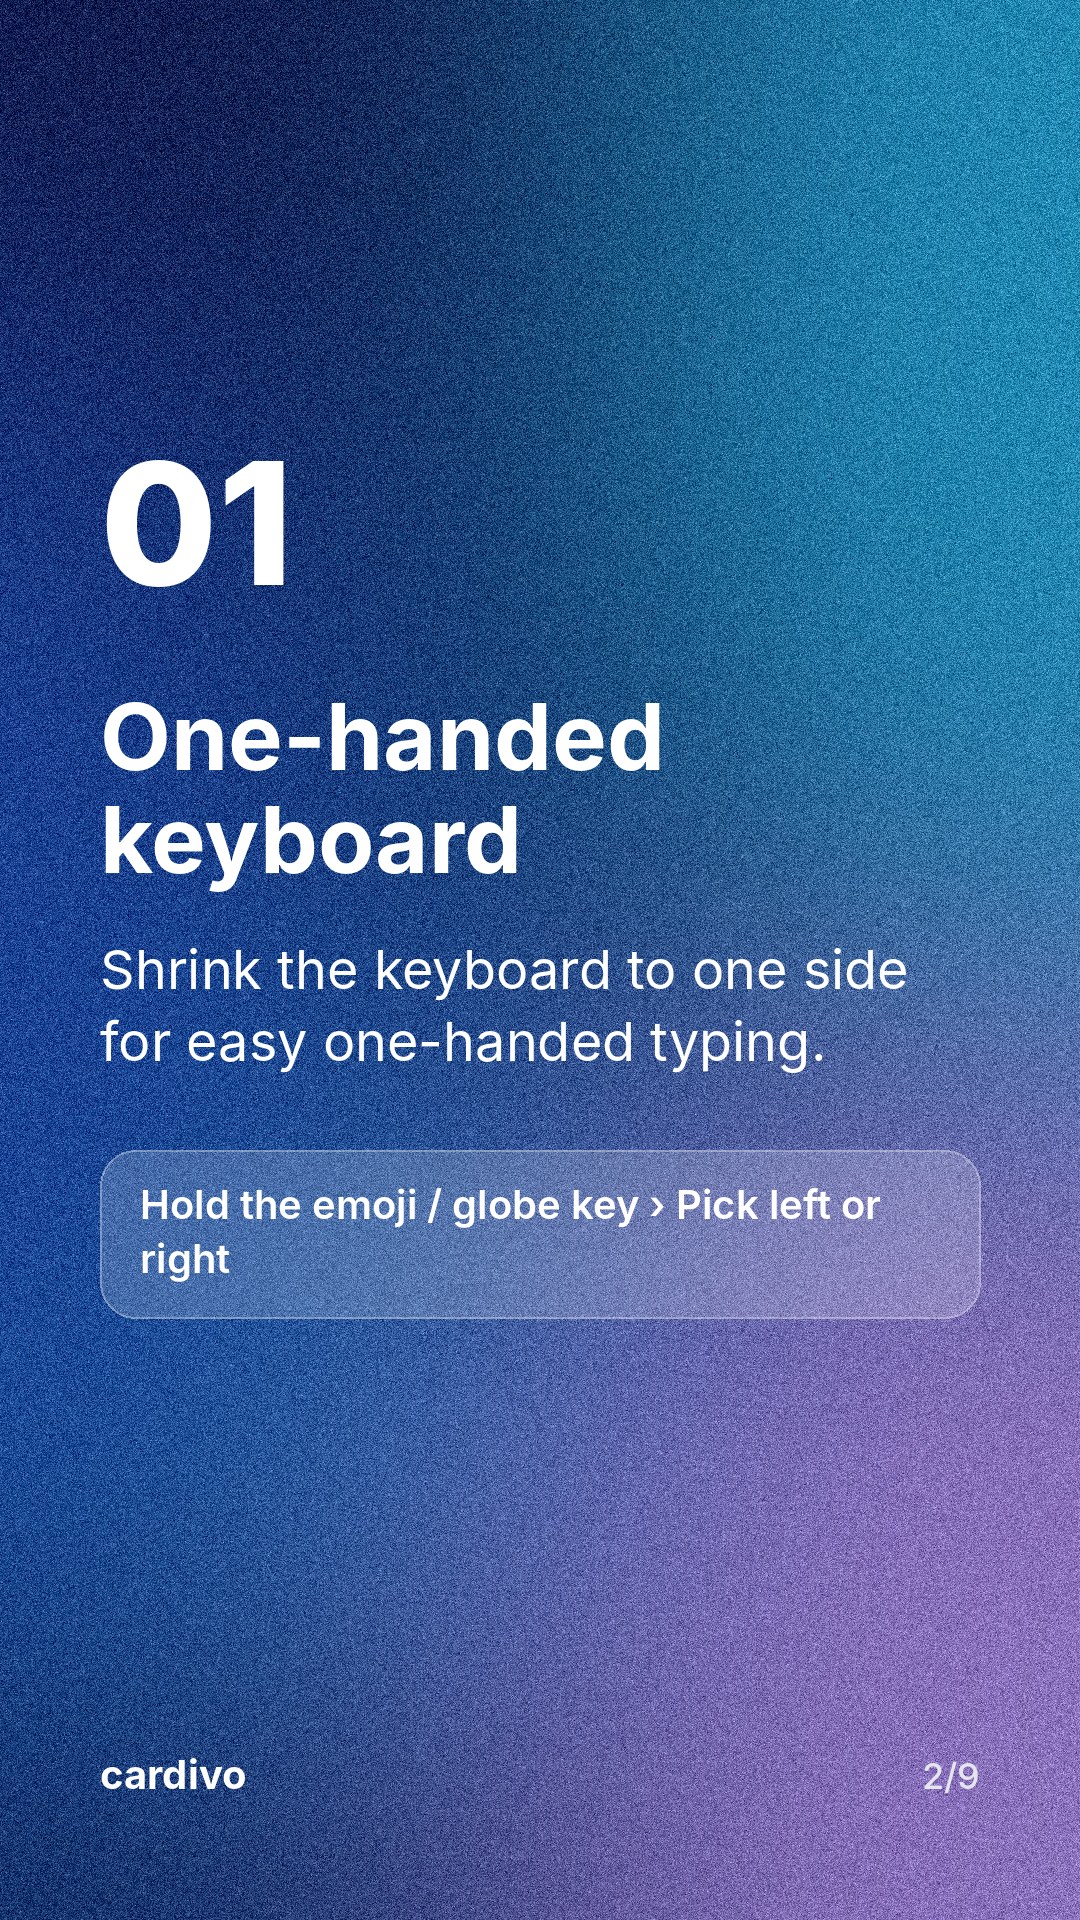 01
One-handed
keyboard
Shrink the keyboard to one side
for easy one-handed typing.
Hold the emoji / globe key › Pick left or
right
cardivo
2/9